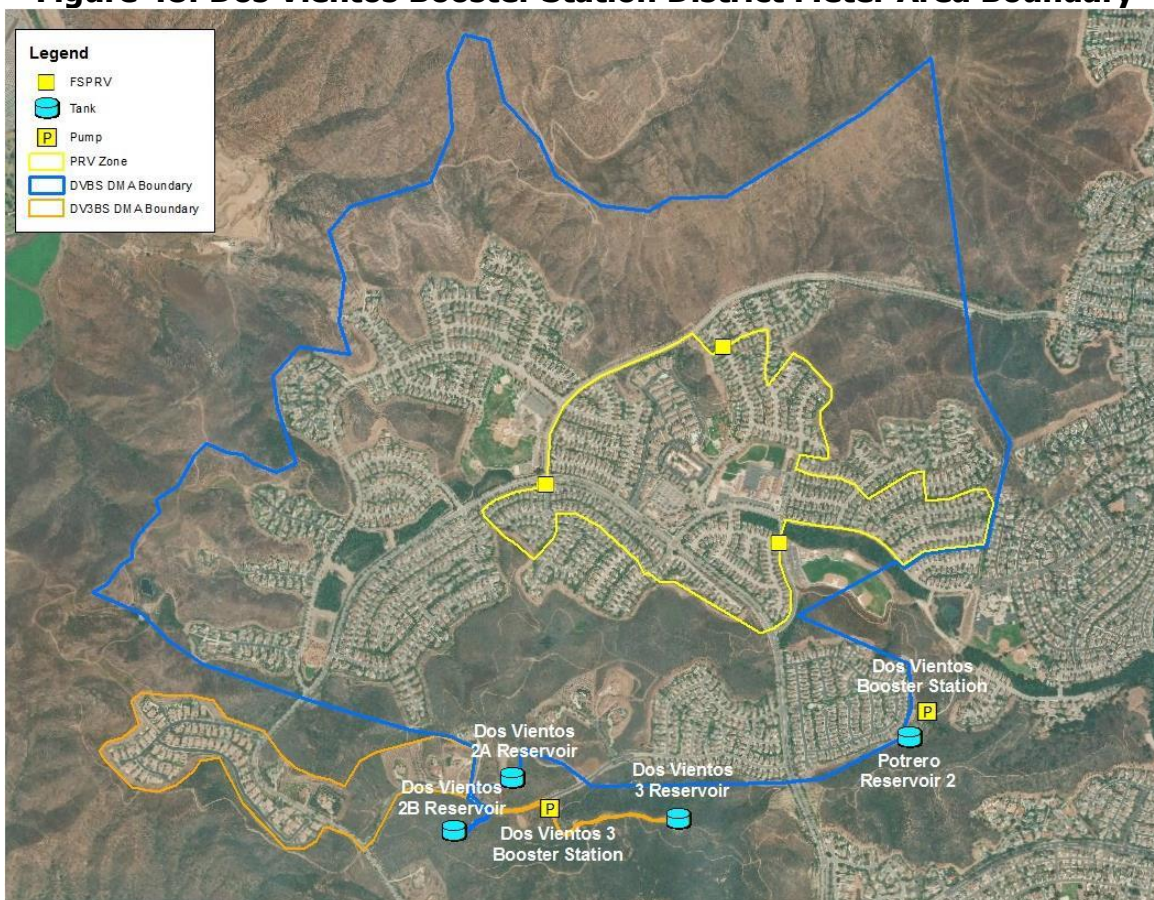 Figure 48: Dos Vientos Booster Station District Meter Area Boundary
Legend
FSPRV
Tank
P
Pump
PRV Zone
DVBS DMA Boundary
DV3BS DMA Boundary
Dos Vientos
Booster Station
P
Potrero
Reservoir 2
Dos Vientos
2A Reservoir
Dos Vientos
3 Reservoir
Dos Vientos
2B Reservoir
P
Dos Vientos 3
Booster Station